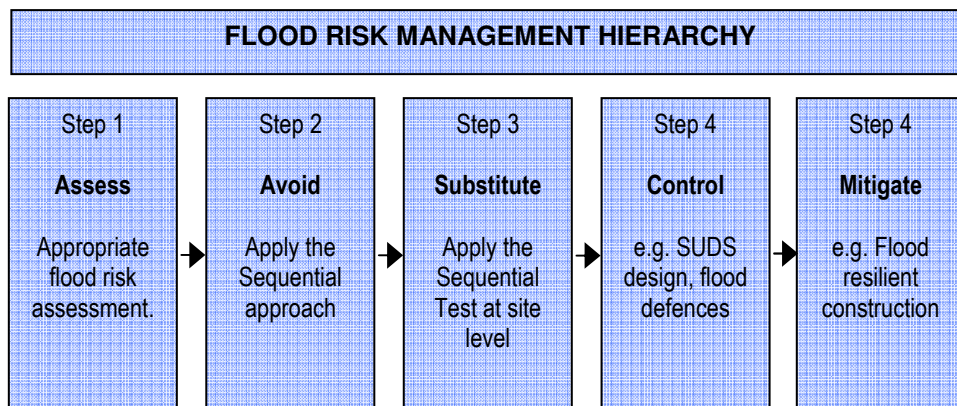 FLOOD RISK MANAGEMENT HIERARCHY
Step 1
Assess
Appropriate
flood risk
assessment.
Step 2
Avoid
Apply the
Sequential
approach
Step 3
Substitute
Apply the
Sequential
Test at site
level
Step 4
Control
e.g. SUDS
design, flood
defences
Step 4
Mitigate
e.g. Flood
resilient
construction